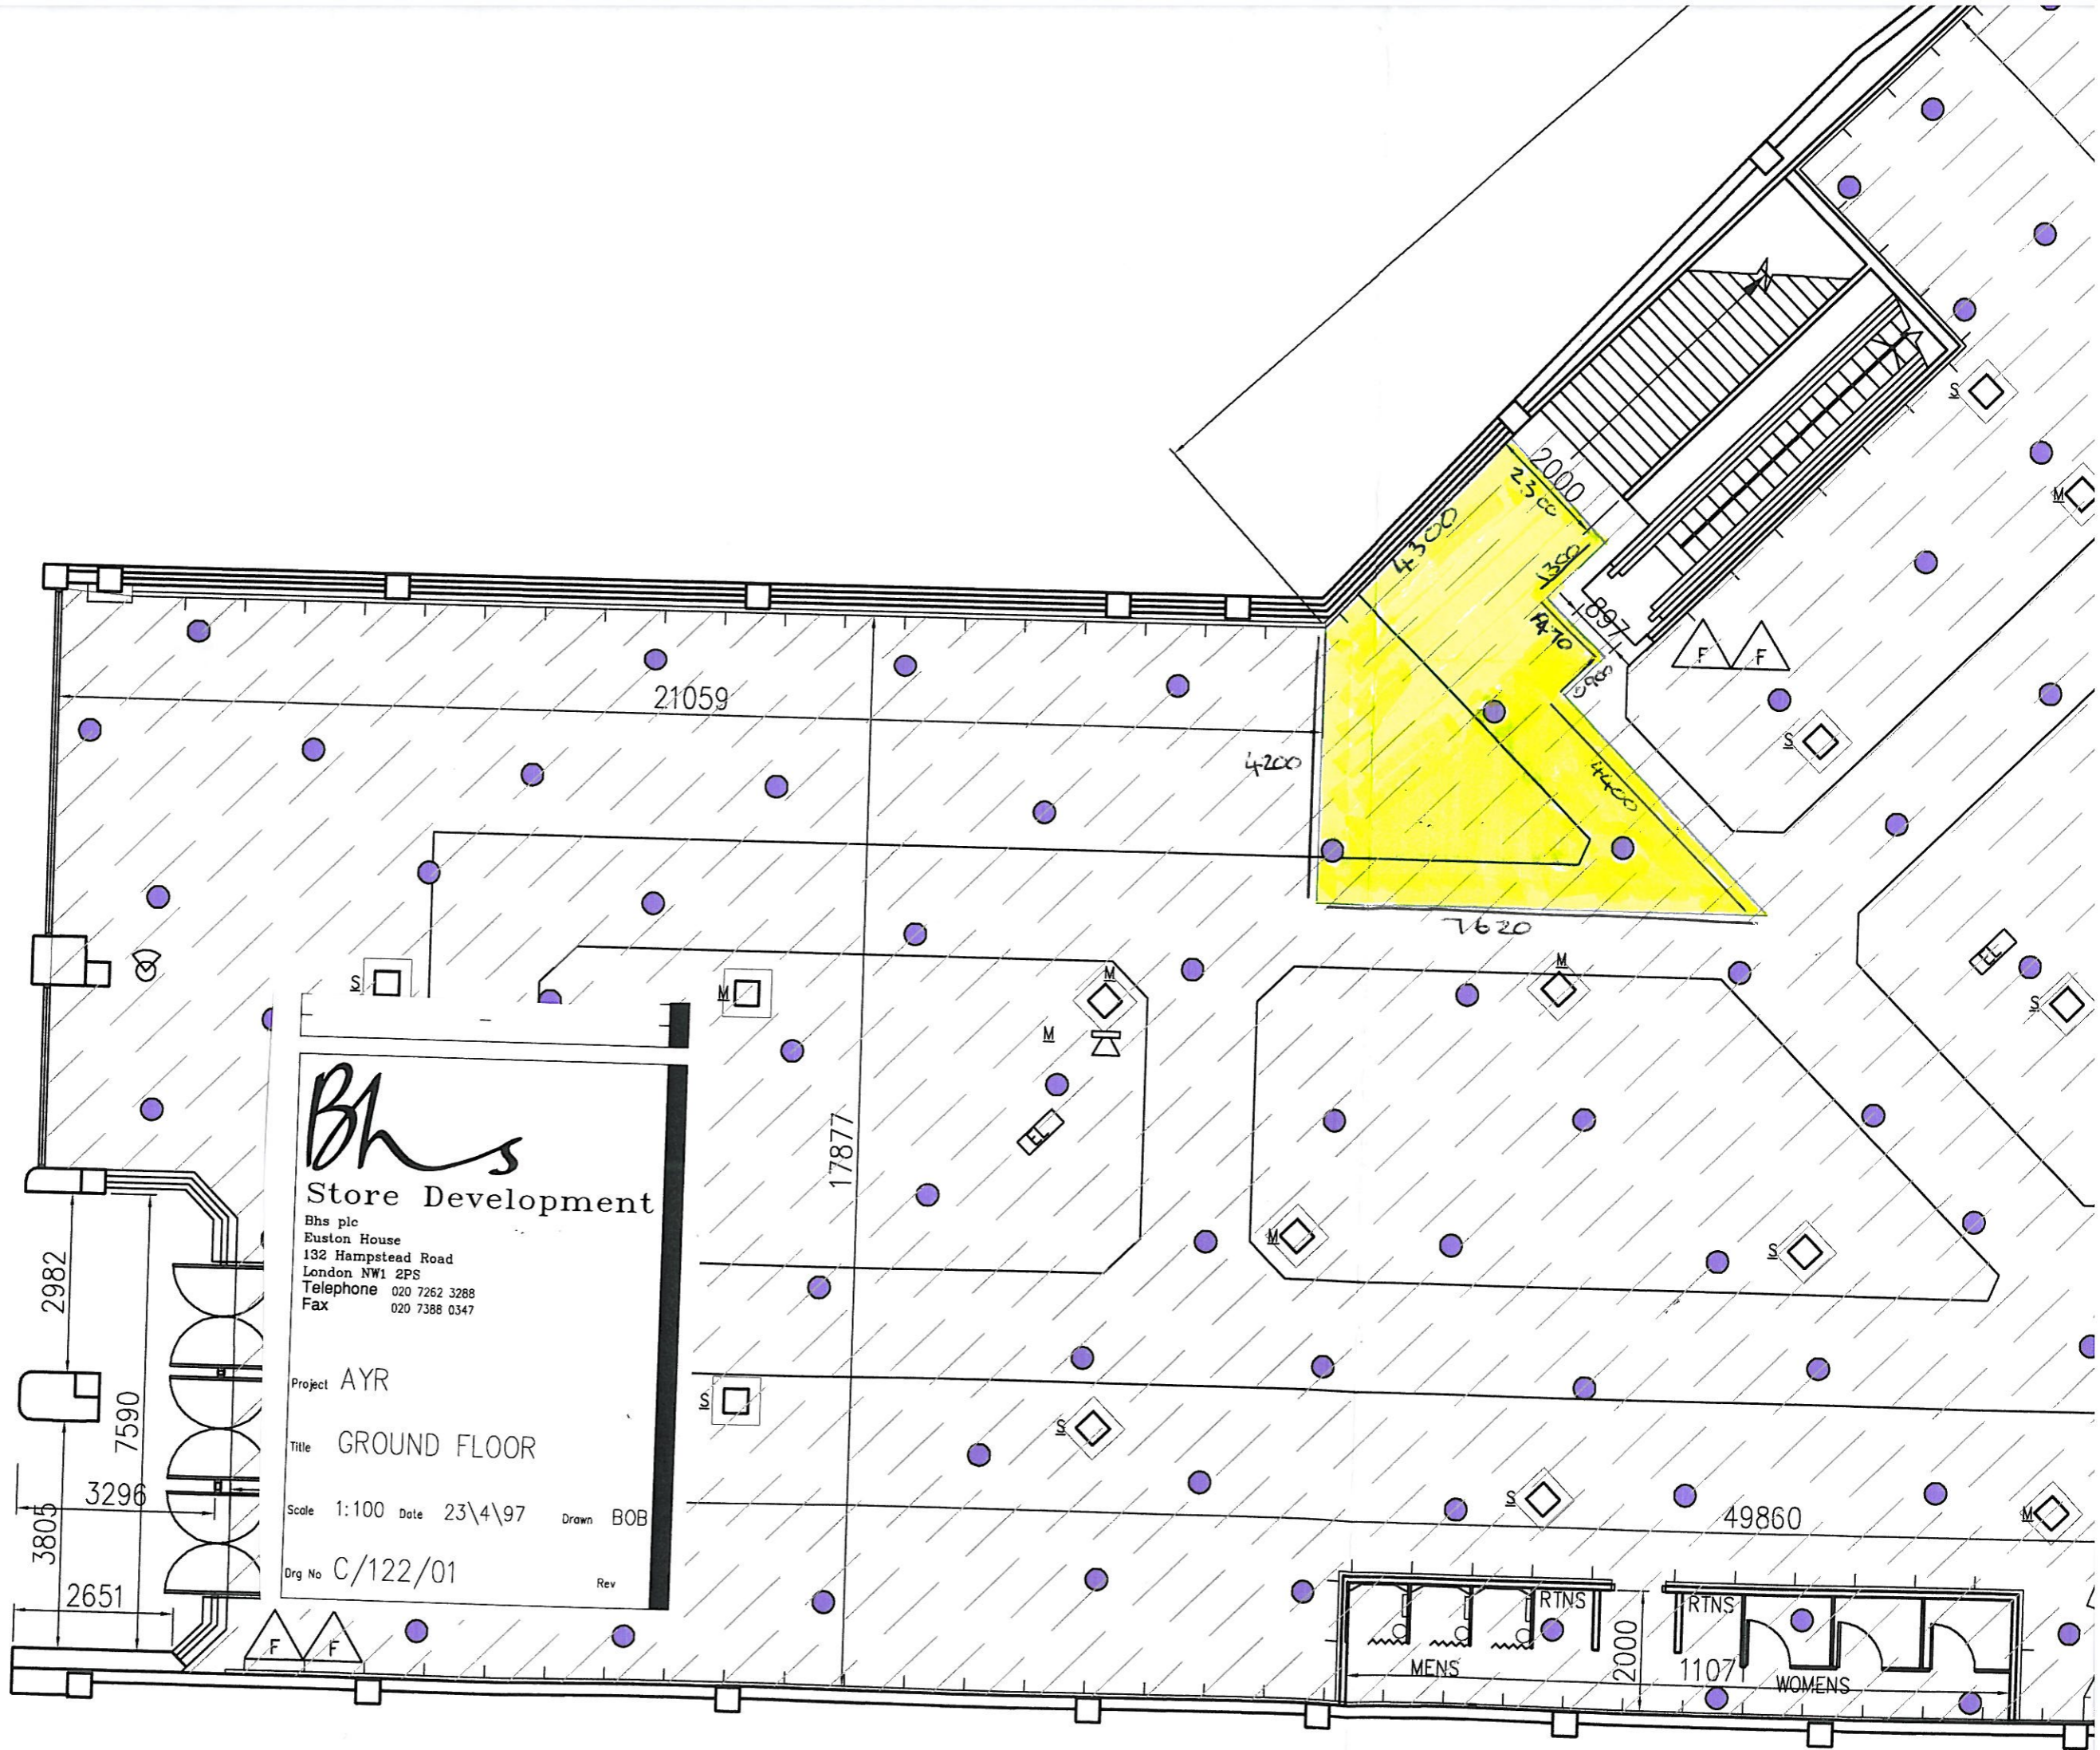 2000
2300
4300
1300
1897
F
F
S
S
M
21059
4200
0900
4400
7620
S
M
M
M
M
EL
EL
S
17877
M
S
Bhs
Store Development
Bhs plc
Euston House
132 Hampstead Road
London NW1 2PS
Telephone 020 7262 3288
Fax 020 7388 0347
Project AYR
Title GROUND FLOOR
Scale 1:100 Date 23\4\97 Drawn BOB
Drg No C/122/01 Rev
2982
7590
3296
3805
2651
F
F
S
S
S
49860
M
RTNS
RTNS
MENS
2000
11071
WOMENS